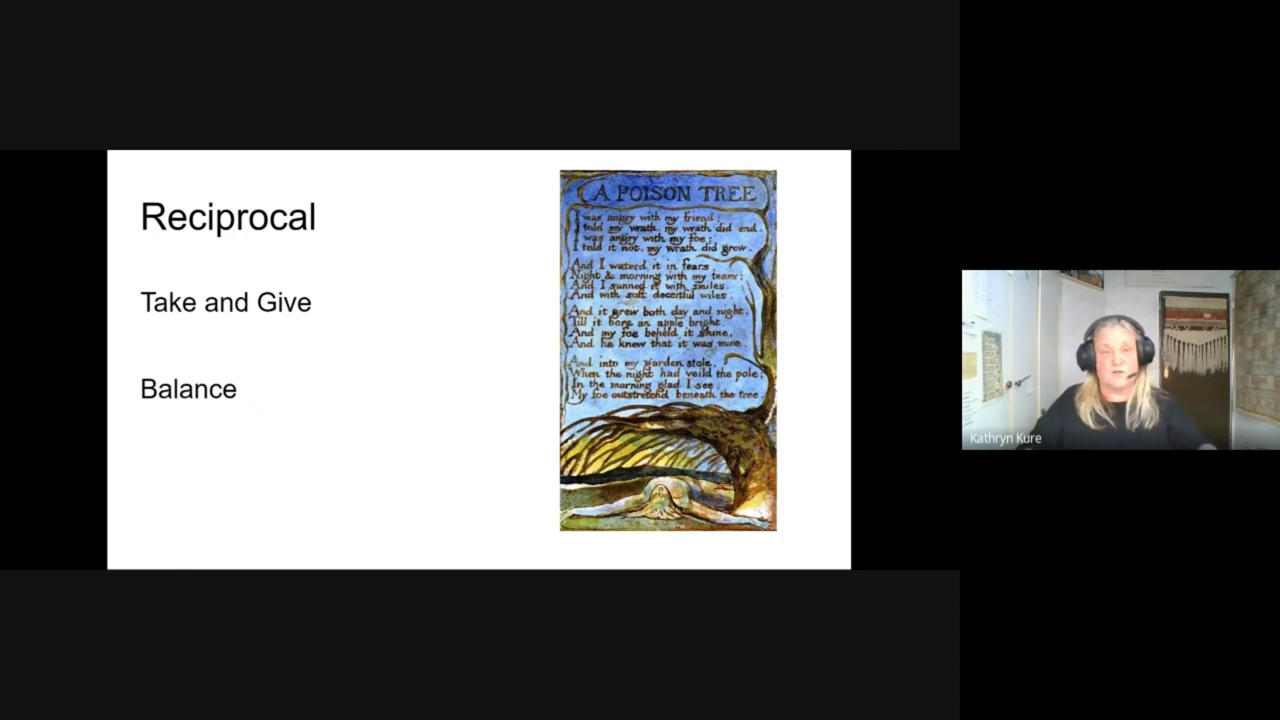 Reciprocal
Take and Give
Balance
A POISON TREE
I was angry with my friend;
I told my wrath, my wrath did end.
I was angry with my foe:
I told it not, my wrath did grow.
And I waterd it in fears,
Night & morning with my tears:
And I sunned it with smiles,
And with soft deceitful wiles.
And it grew both day and night,
Till it bore an apple bright.
And my foe beheld it shine,
And he knew that it was mine.
And into my garden stole,
When the night had veild the pole;
In the morning glad I see
My foe outstretchd beneath the tree.
Kathryn Kure